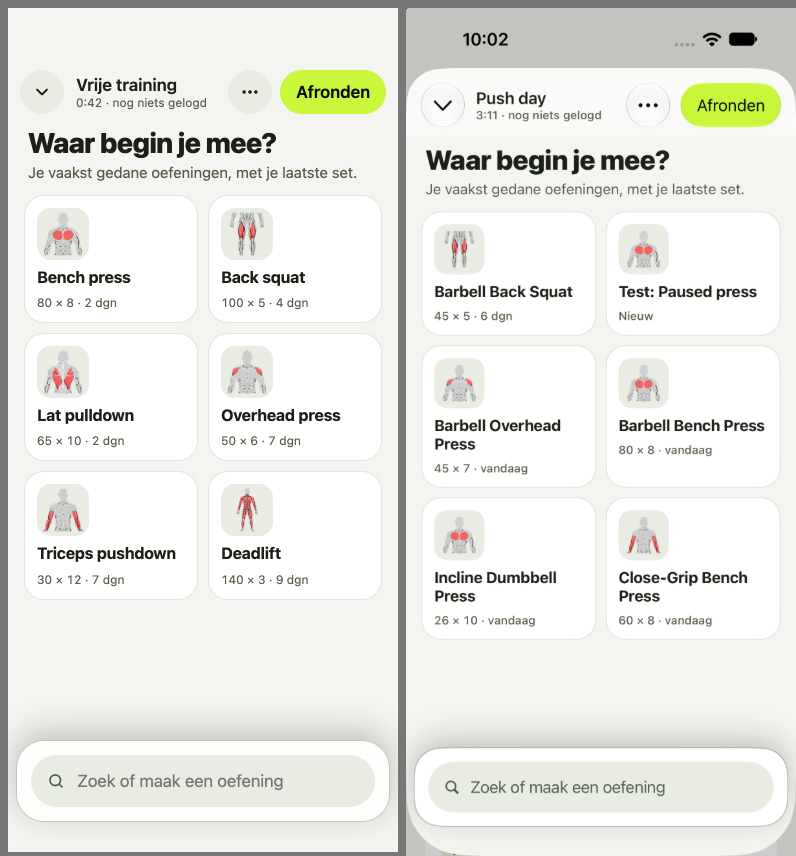 Vrije training
0:42 · nog niets gelogd
Afronden
Waar begin je mee?
Je vaakst gedane oefeningen, met je laatste set.
Bench press
80 × 8 · 2 dgn
Back squat
100 × 5 · 4 dgn
Lat pulldown
65 × 10 · 2 dgn
Overhead press
50 × 6 · 7 dgn
Triceps pushdown
30 × 12 · 7 dgn
Deadlift
140 × 3 · 9 dgn
Zoek of maak een oefening
10:02
Push day
3:11 · nog niets gelogd
Afronden
Waar begin je mee?
Je vaakst gedane oefeningen, met je laatste set.
Barbell Back Squat
45 × 5 · 6 dgn
Test: Paused press
Nieuw
Barbell Overhead
Press
45 × 7 · vandaag
Barbell Bench Press
80 × 8 · vandaag
Incline Dumbbell
Press
26 × 10 · vandaag
Close-Grip Bench
Press
60 × 8 · vandaag
Zoek of maak een oefening